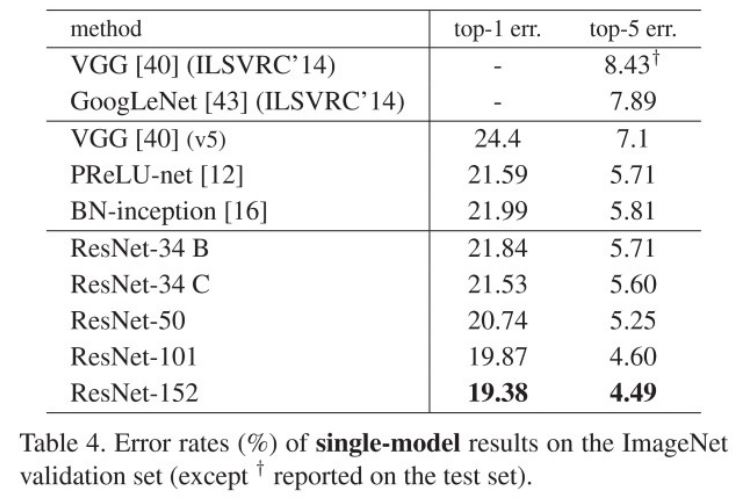 method top-1 err. top-5 err.
VGG [40] (ILSVRC’14) - 8.43†
GoogLeNet [43] (ILSVRC’14) - 7.89
VGG [40] (v5) 24.4 7.1
PReLU-net [12] 21.59 5.71
BN-inception [16] 21.99 5.81
ResNet-34 B 21.84 5.71
ResNet-34 C 21.53 5.60
ResNet-50 20.74 5.25
ResNet-101 19.87 4.60
ResNet-152 19.38 4.49
Table 4. Error rates (%) of single-model results on the ImageNet
validation set (except † reported on the test set).